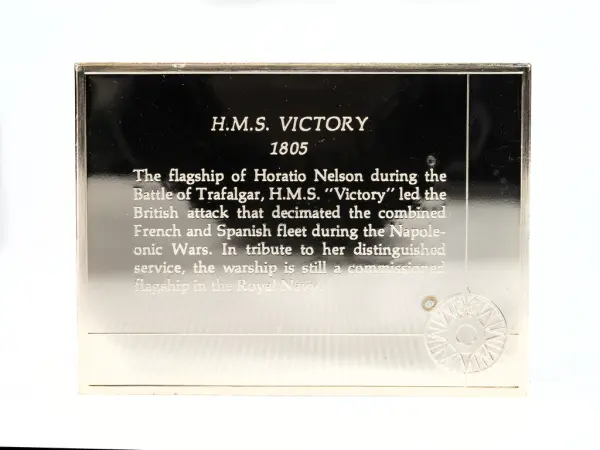 H.M.S. VICTORY
1805
The flagship of Horatio Nelson during the
Battle of Trafalgar, H.M.S. "Victory" led the
British attack that decimated the combined
French and Spanish fleet during the Napole-
onic Wars. In tribute to her distinguished
service, the warship is still a commissioned
flagship in the Royal Navy.